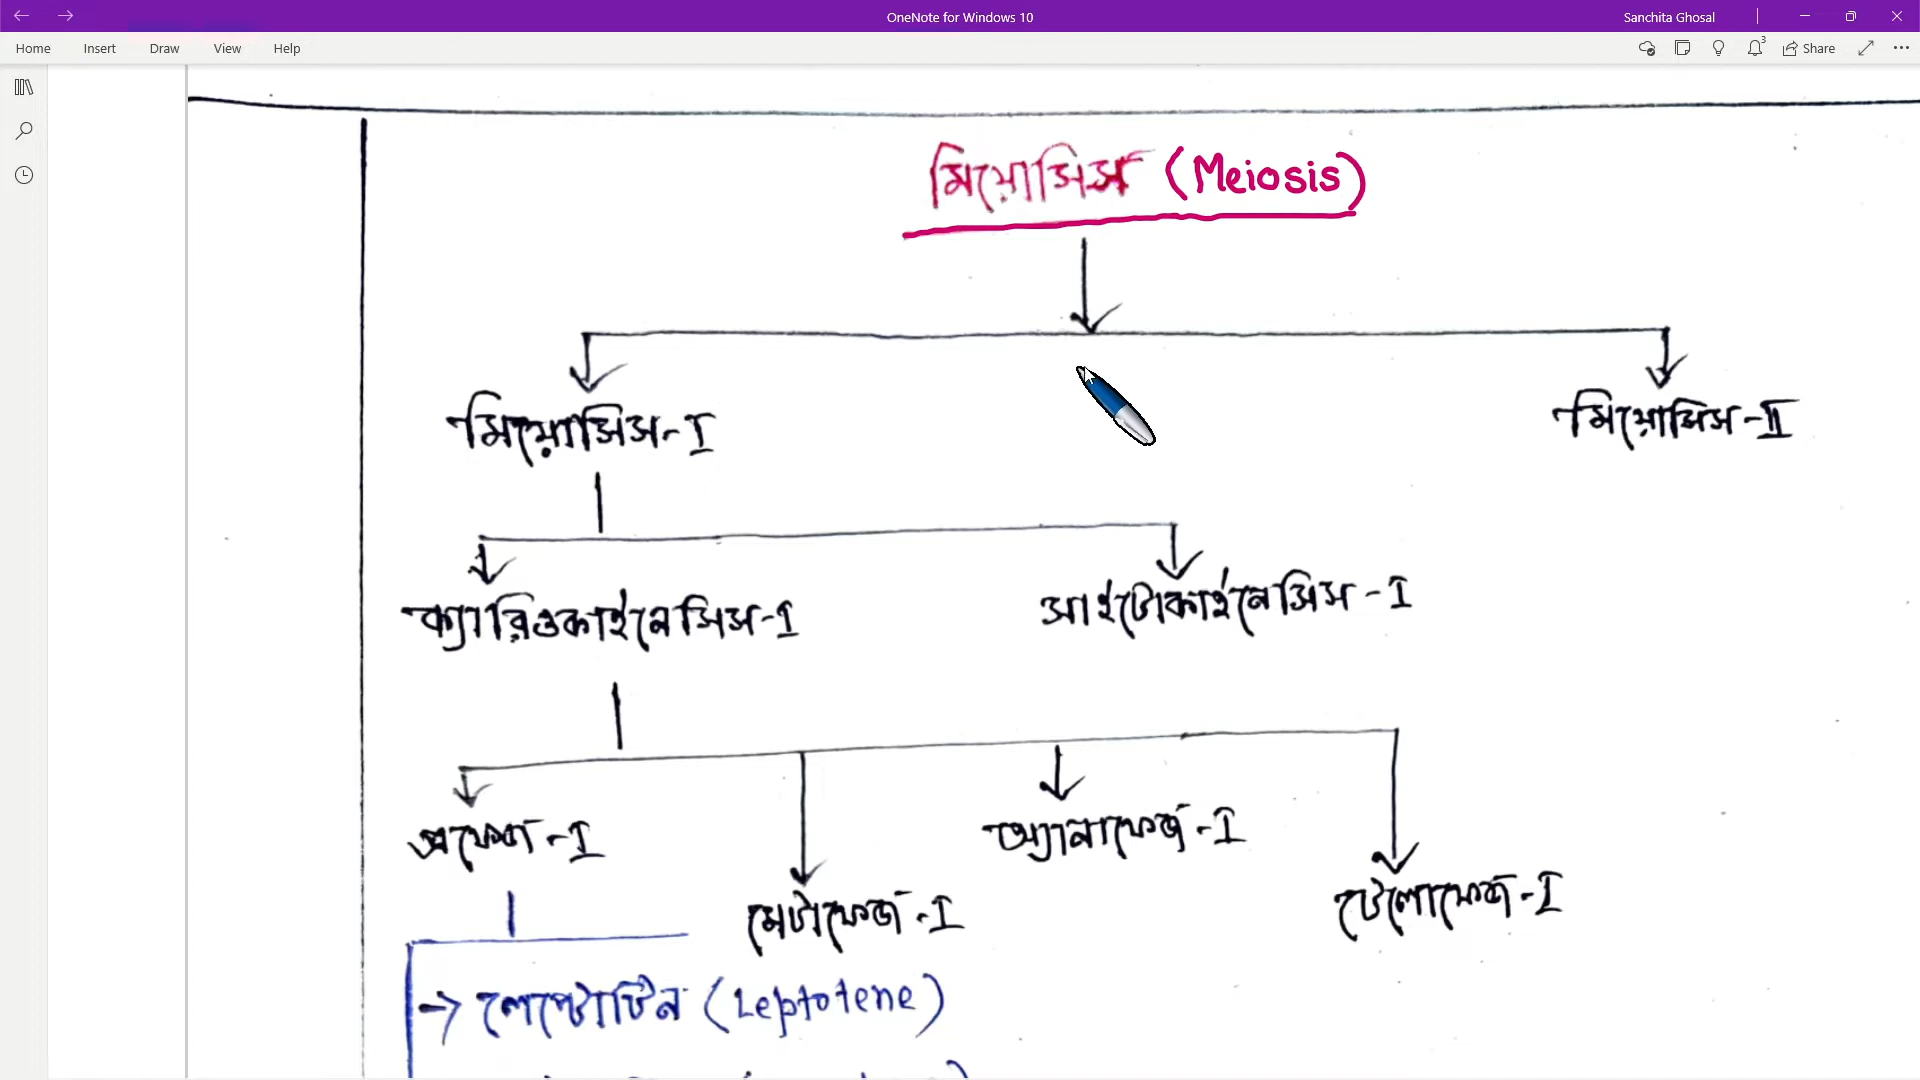 OneNote for Windows 10
Sanchita Ghosal
Home Insert Draw View Help
3 Share
মিয়োসিস (Meiosis)
মিয়োসিস-I
মিয়োসিস-II
ক্যারিওকাইনেসিস-I
সাইটোকাইনেসিস-I
প্রফেজ-I
মেটাফেজ-I
অ্যানাফেজ-I
টেলোফেজ-I
→ লেপ্টোটিন (Leptotene)